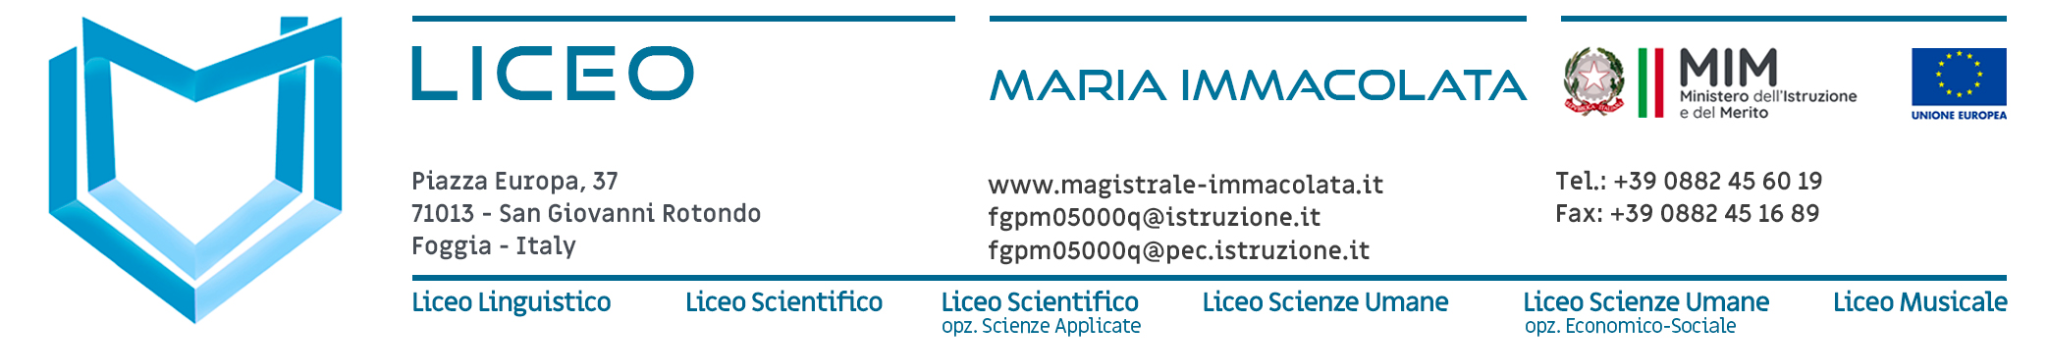 LICEO
MARIA IMMACOLATA
MIM
Ministero dell'Istruzione
e del Merito
UNIONE EUROPEA
Piazza Europa, 37
71013 - San Giovanni Rotondo
Foggia - Italy
www.magistrale-immacolata.it
fgpm05000q@istruzione.it
fgpm05000q@pec.istruzione.it
Tel.: +39 0882 45 60 19
Fax: +39 0882 45 16 89
Liceo Linguistico
Liceo Scientifico
Liceo Scientifico
opz. Scienze Applicate
Liceo Scienze Umane
Liceo Scienze Umane
opz. Economico-Sociale
Liceo Musicale